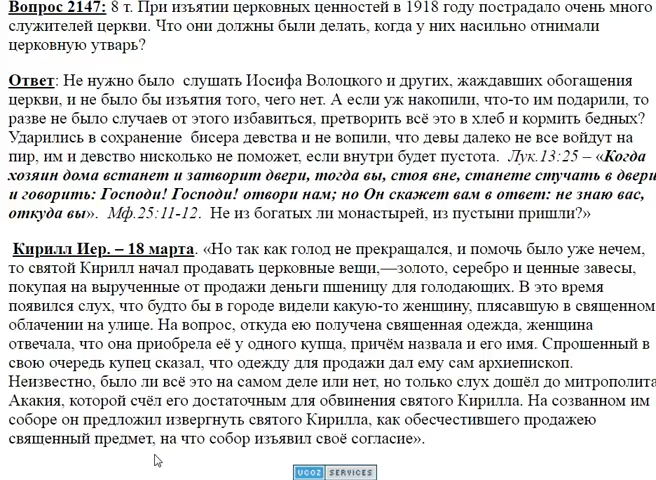 Вопрос 2147: 8 т. При изъятии церковных ценностей в 1918 году пострадало очень много
служителей церкви. Что они должны были делать, когда у них насильно отнимали
церковную утварь?
Ответ: Не нужно было слушать Иосифа Волоцкого и других, жаждавших обогащения
церкви, и не было бы изъятия того, чего нет. А если уж накопили, что-то им подарили, то
разве не было случаев от этого избавиться, претворить всё это в хлеб и кормить бедных?
Ударились в сохранение бисера девства и не вопили, что девы далеко не все войдут на
пир, им и девство нисколько не поможет, если внутри будет пустота. Лук.13:25 – «Когда
хозяин дома встанет и затворит двери, тогда вы, стоя вне, станете стучать в двери
и говорить: Господи! Господи! отвори нам; но Он скажет вам в ответ: не знаю вас,
откуда вы». Мф.25:11-12. Не из богатых ли монастырей, из пустыни пришли?»
Кирилл Иер. – 18 марта. «Но так как голод не прекращался, и помочь было уже нечем,
то святой Кирилл начал продавать церковные вещи,—золото, серебро и ценные завесы,
покупая на вырученные от продажи деньги пшеницу для голодающих. В это время
появился слух, что будто бы в городе видели какую-то женщину, плясавшую в священном
облачении на улице. На вопрос, откуда ею получена священная одежда, женщина
отвечала, что она приобрела её у одного купца, причём назвала и его имя. Спрошенный в
свою очередь купец сказал, что одежду для продажи дал ему сам архиепископ.
Неизвестно, было ли всё это на самом деле или нет, но только слух дошёл до митрополита
Акакия, которой счёл его достаточным для обвинения святого Кирилла. На созванном им
соборе он предложил извергнуть святого Кирилла, как обесчестившего продажею
священный предмет, на что собор изъявил своё согласие».
UCOZ SERVICES